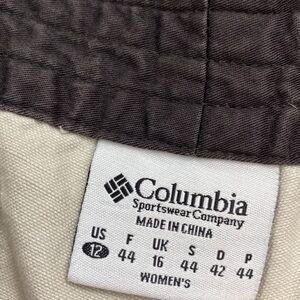 Columbia
Sportswear Company
MADE IN CHINA
US F UK S D P
12 44 16 44 42 44
WOMEN'S